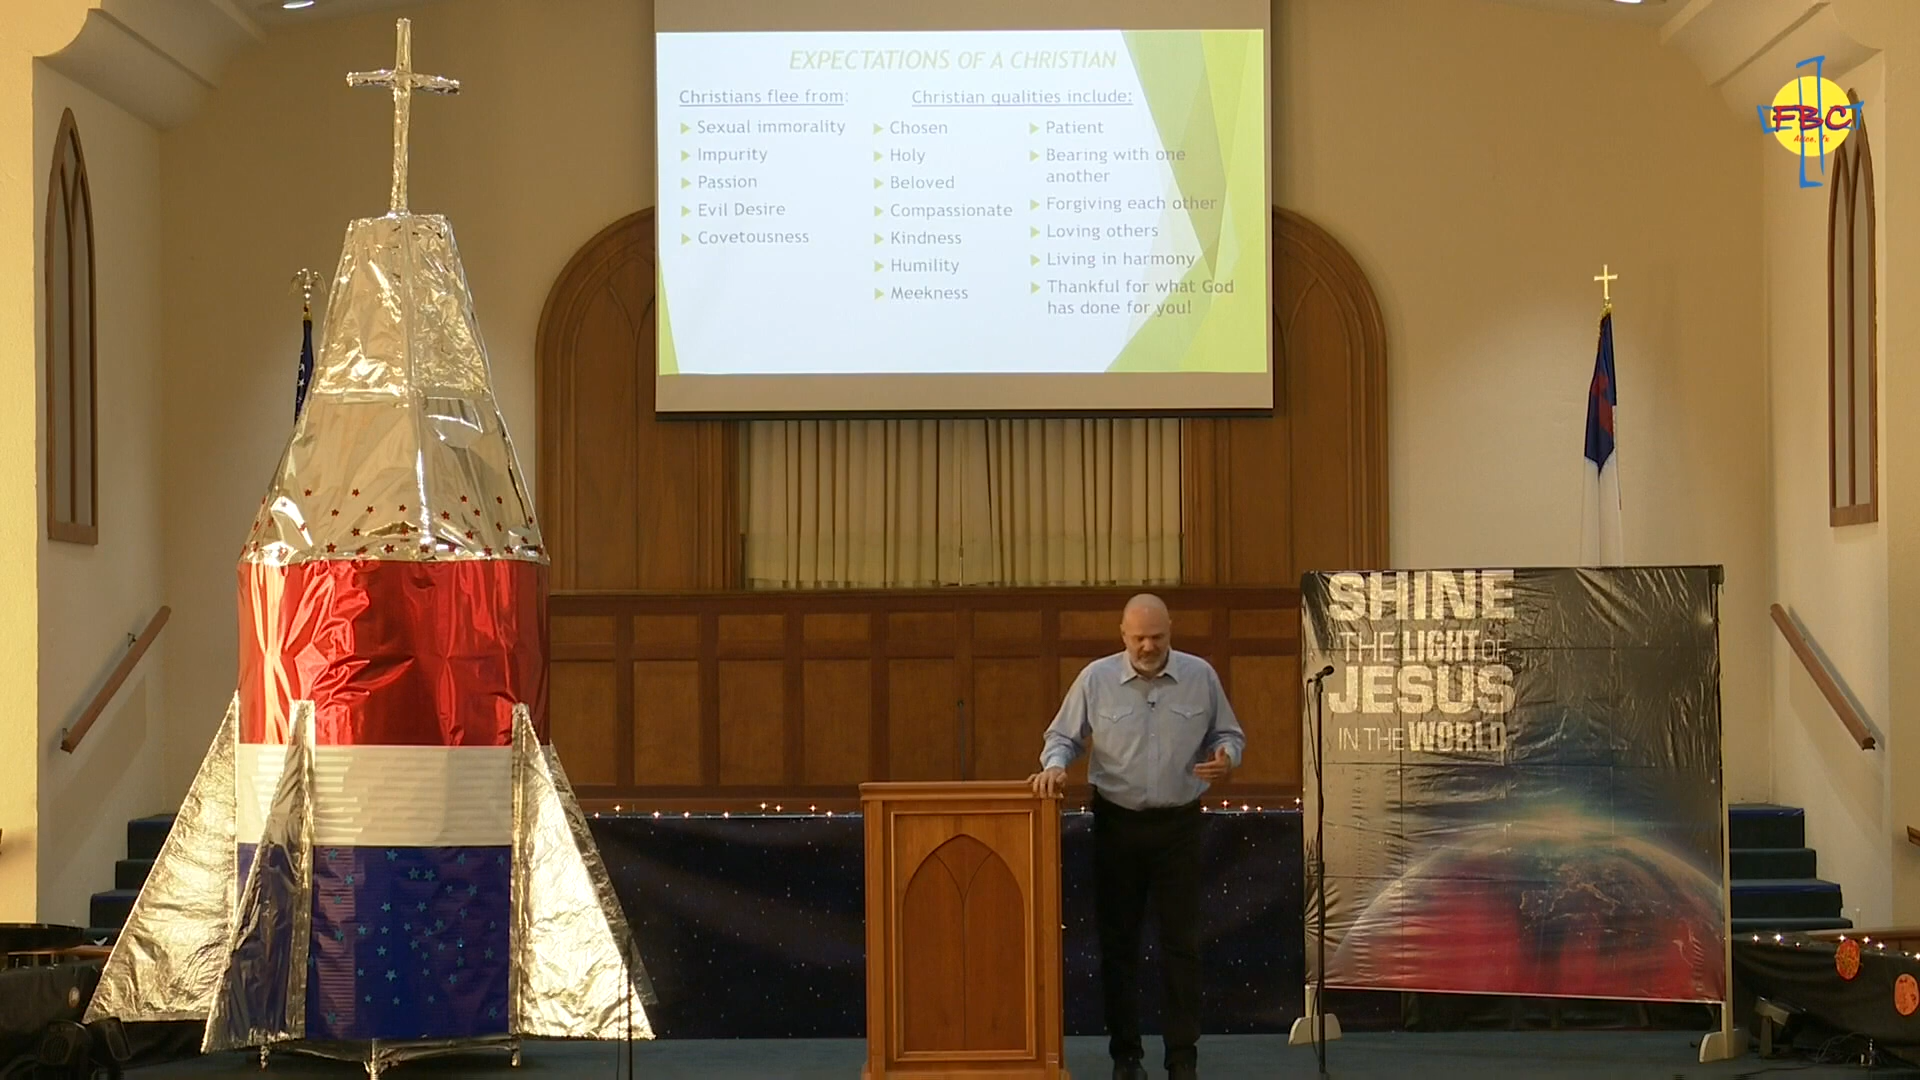 EXPECTATIONS OF A CHRISTIAN
Christians flee from:
Sexual immorality
Impurity
Passion
Evil Desire
Covetousness
Christian qualities include:
Chosen
Holy
Beloved
Compassionate
Kindness
Humility
Meekness
Patient
Bearing with one
another
Forgiving each other
Loving others
Living in harmony
Thankful for what God
has done for you!
FBC
SHINE
THE LIGHT OF
JESUS
IN THE WORLD